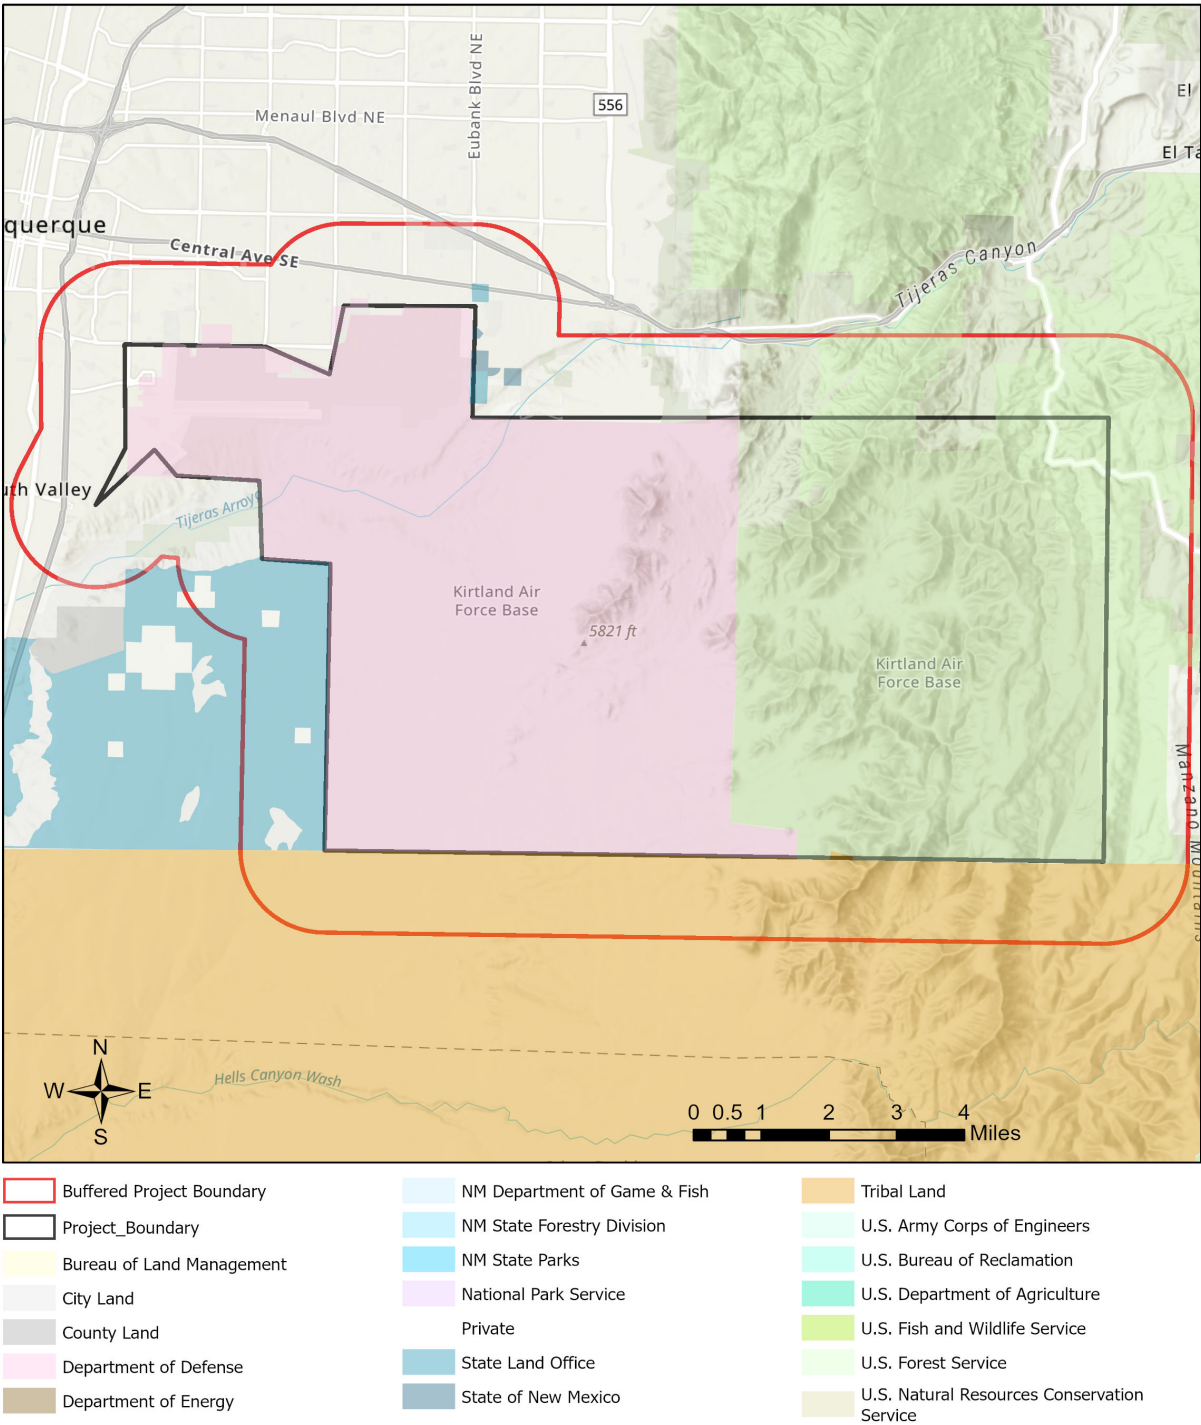 Eubank Blvd NE
556
Menaul Blvd NE
El
El Ta
querque
Central Ave SE
Tijeras Canyon
uth Valley
Tijeras Arroyo
Kirtland Air
Force Base
5821 ft
Kirtland Air
Force Base
Manzano Mountains
Hells Canyon Wash
N
W E
S
0 0.5 1 2 3 4
Miles
Buffered Project Boundary
Project_Boundary
Bureau of Land Management
City Land
County Land
Department of Defense
Department of Energy
NM Department of Game & Fish
NM State Forestry Division
NM State Parks
National Park Service
Private
State Land Office
State of New Mexico
Tribal Land
U.S. Army Corps of Engineers
U.S. Bureau of Reclamation
U.S. Department of Agriculture
U.S. Fish and Wildlife Service
U.S. Forest Service
U.S. Natural Resources Conservation
Service